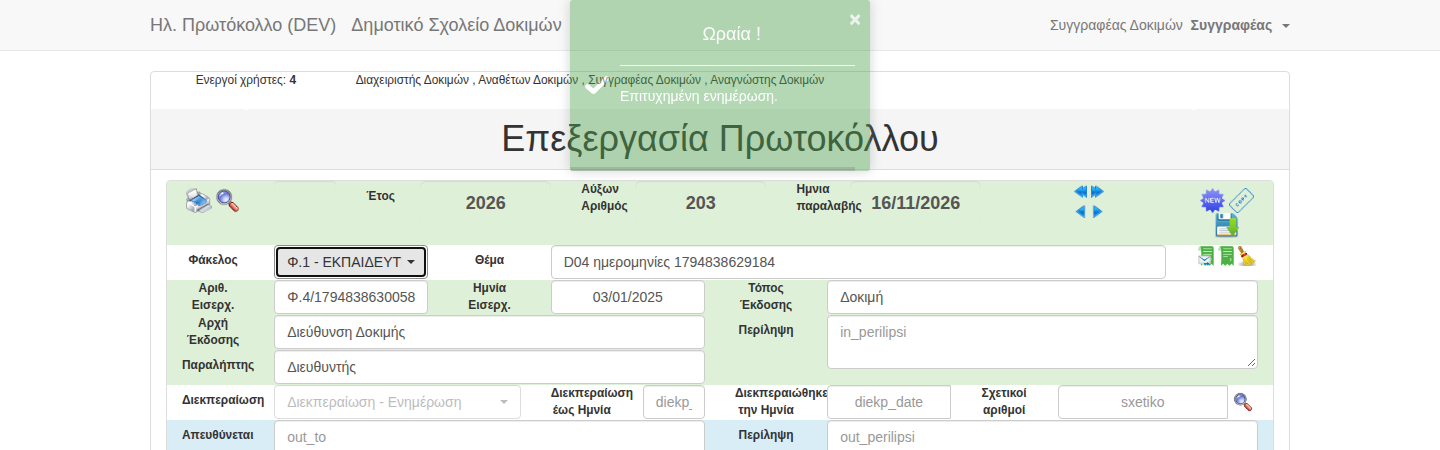 Ηλ. Πρωτόκολλο (DEV) Δημοτικό Σχολείο Δοκιμών
Συγγραφέας Δοκιμών Συγγραφέας
×
Ωραία !
Επιτυχημένη ενημέρωση.
Ενεργοί χρήστες: 4
Διαχειριστής Δοκιμών , Αναθέτων Δοκιμών , Συγγραφέας Δοκιμών , Αναγνώστης Δοκιμών
Επεξεργασία Πρωτοκόλλου
Έτος 2026 Αύξων Αριθμός 203 Ημνια παραλαβής 16/11/2026
NEW COPY
Φάκελος Φ.1 - ΕΚΠΑΙΔΕΥΤ Θέμα D04 ημερομηνίες 1794838629184
Αριθ. Εισερχ. Φ.4/1794838630058 Ημνία Εισερχ. 03/01/2025 Τόπος Έκδοσης Δοκιμή
Αρχή Έκδοσης Διεύθυνση Δοκιμής Περίληψη in_perilipsi
Παραλήπτης Διευθυντής
Διεκπεραίωση Διεκπεραίωση - Ενημέρωση Διεκπεραίωση έως Ημνία diekp_ Διεκπεραιώθηκε την Ημνία diekp_date Σχετικοί αριθμοί sxetiko
Απευθύνεται out_to Περίληψη out_perilipsi